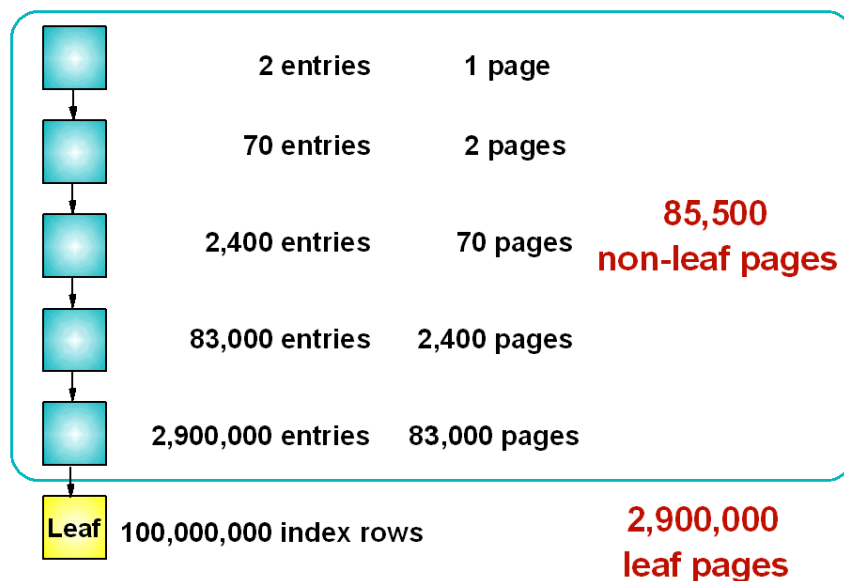 2 entries 1 page
70 entries 2 pages
2,400 entries 70 pages
85,500
non-leaf pages
83,000 entries 2,400 pages
2,900,000 entries 83,000 pages
Leaf 100,000,000 index rows
2,900,000
leaf pages